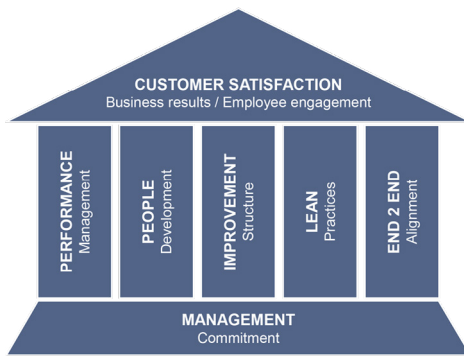 CUSTOMER SATISFACTION
Business results / Employee engagement
PERFORMANCE
Management
PEOPLE
Development
IMPROVEMENT
Structure
LEAN
Practices
END 2 END
Alignment
MANAGEMENT
Commitment